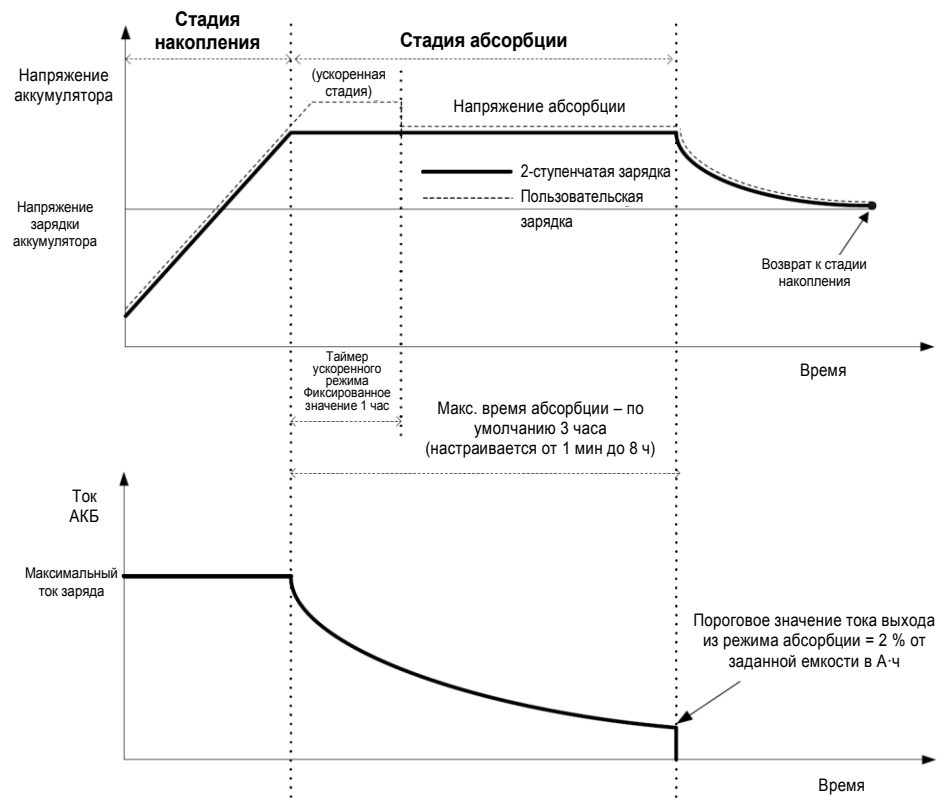 Стадия
накопления
Стадия абсорбции
Напряжение
аккумулятора
(ускоренная
стадия)
Напряжение абсорбции
2-ступенчатая зарядка
Пользовательская
зарядка
Напряжение
зарядки
аккумулятора
Возврат к стадии
накопления
Время
Таймер
ускоренного
режима
Фиксированное
значение 1 час
Макс. время абсорбции – по
умолчанию 3 часа
(настраивается от 1 мин до 8 ч)
Ток
АКБ
Максимальный
ток заряда
Пороговое значение тока выхода
из режима абсорбции = 2 % от
заданной емкости в А·ч
Время